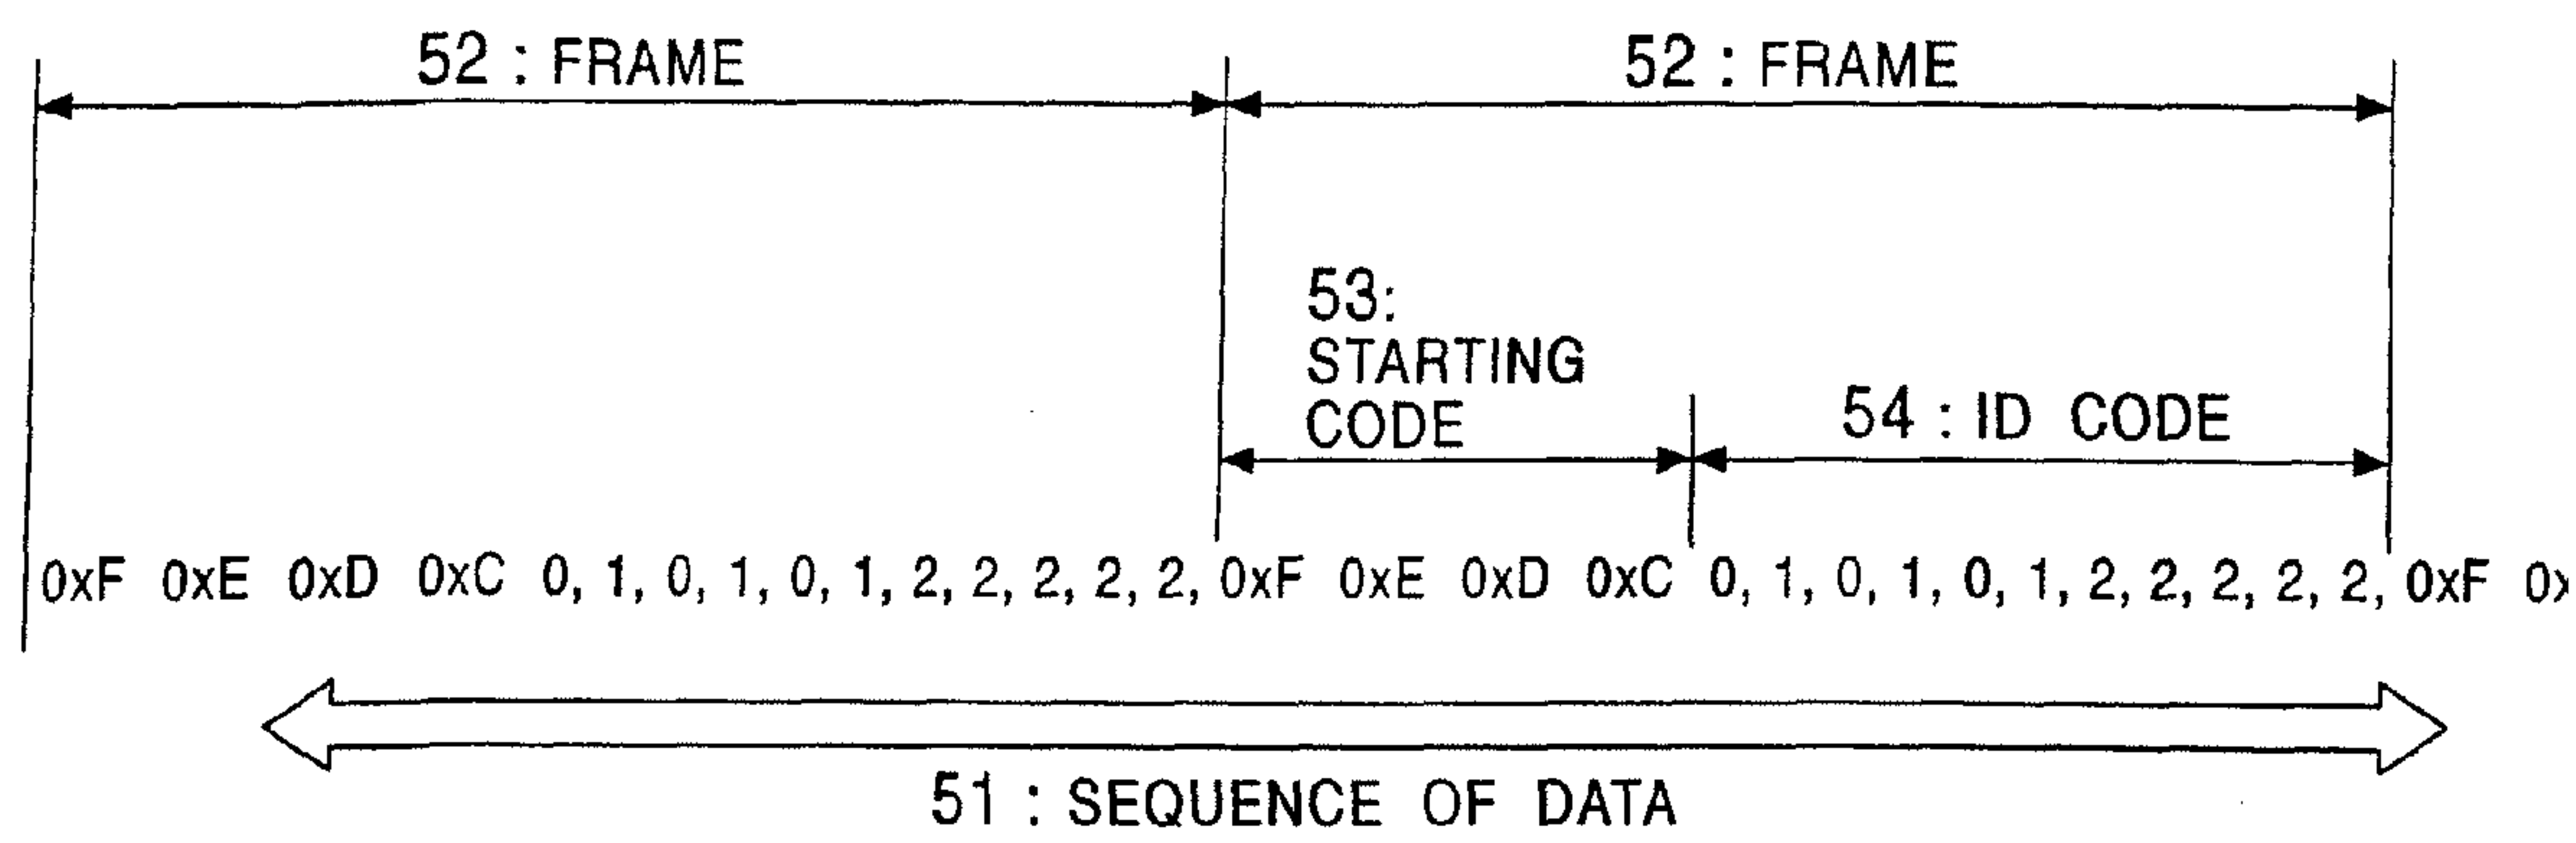 52 : FRAME
52 : FRAME
53:
STARTING
CODE
54 : ID CODE
0xF 0xE 0xD 0xC 0, 1, 0, 1, 0, 1, 2, 2, 2, 2, 2, 0xF 0xE 0xD 0xC 0, 1, 0, 1, 0, 1, 2, 2, 2, 2, 2, 0xF 0x
51 : SEQUENCE OF DATA